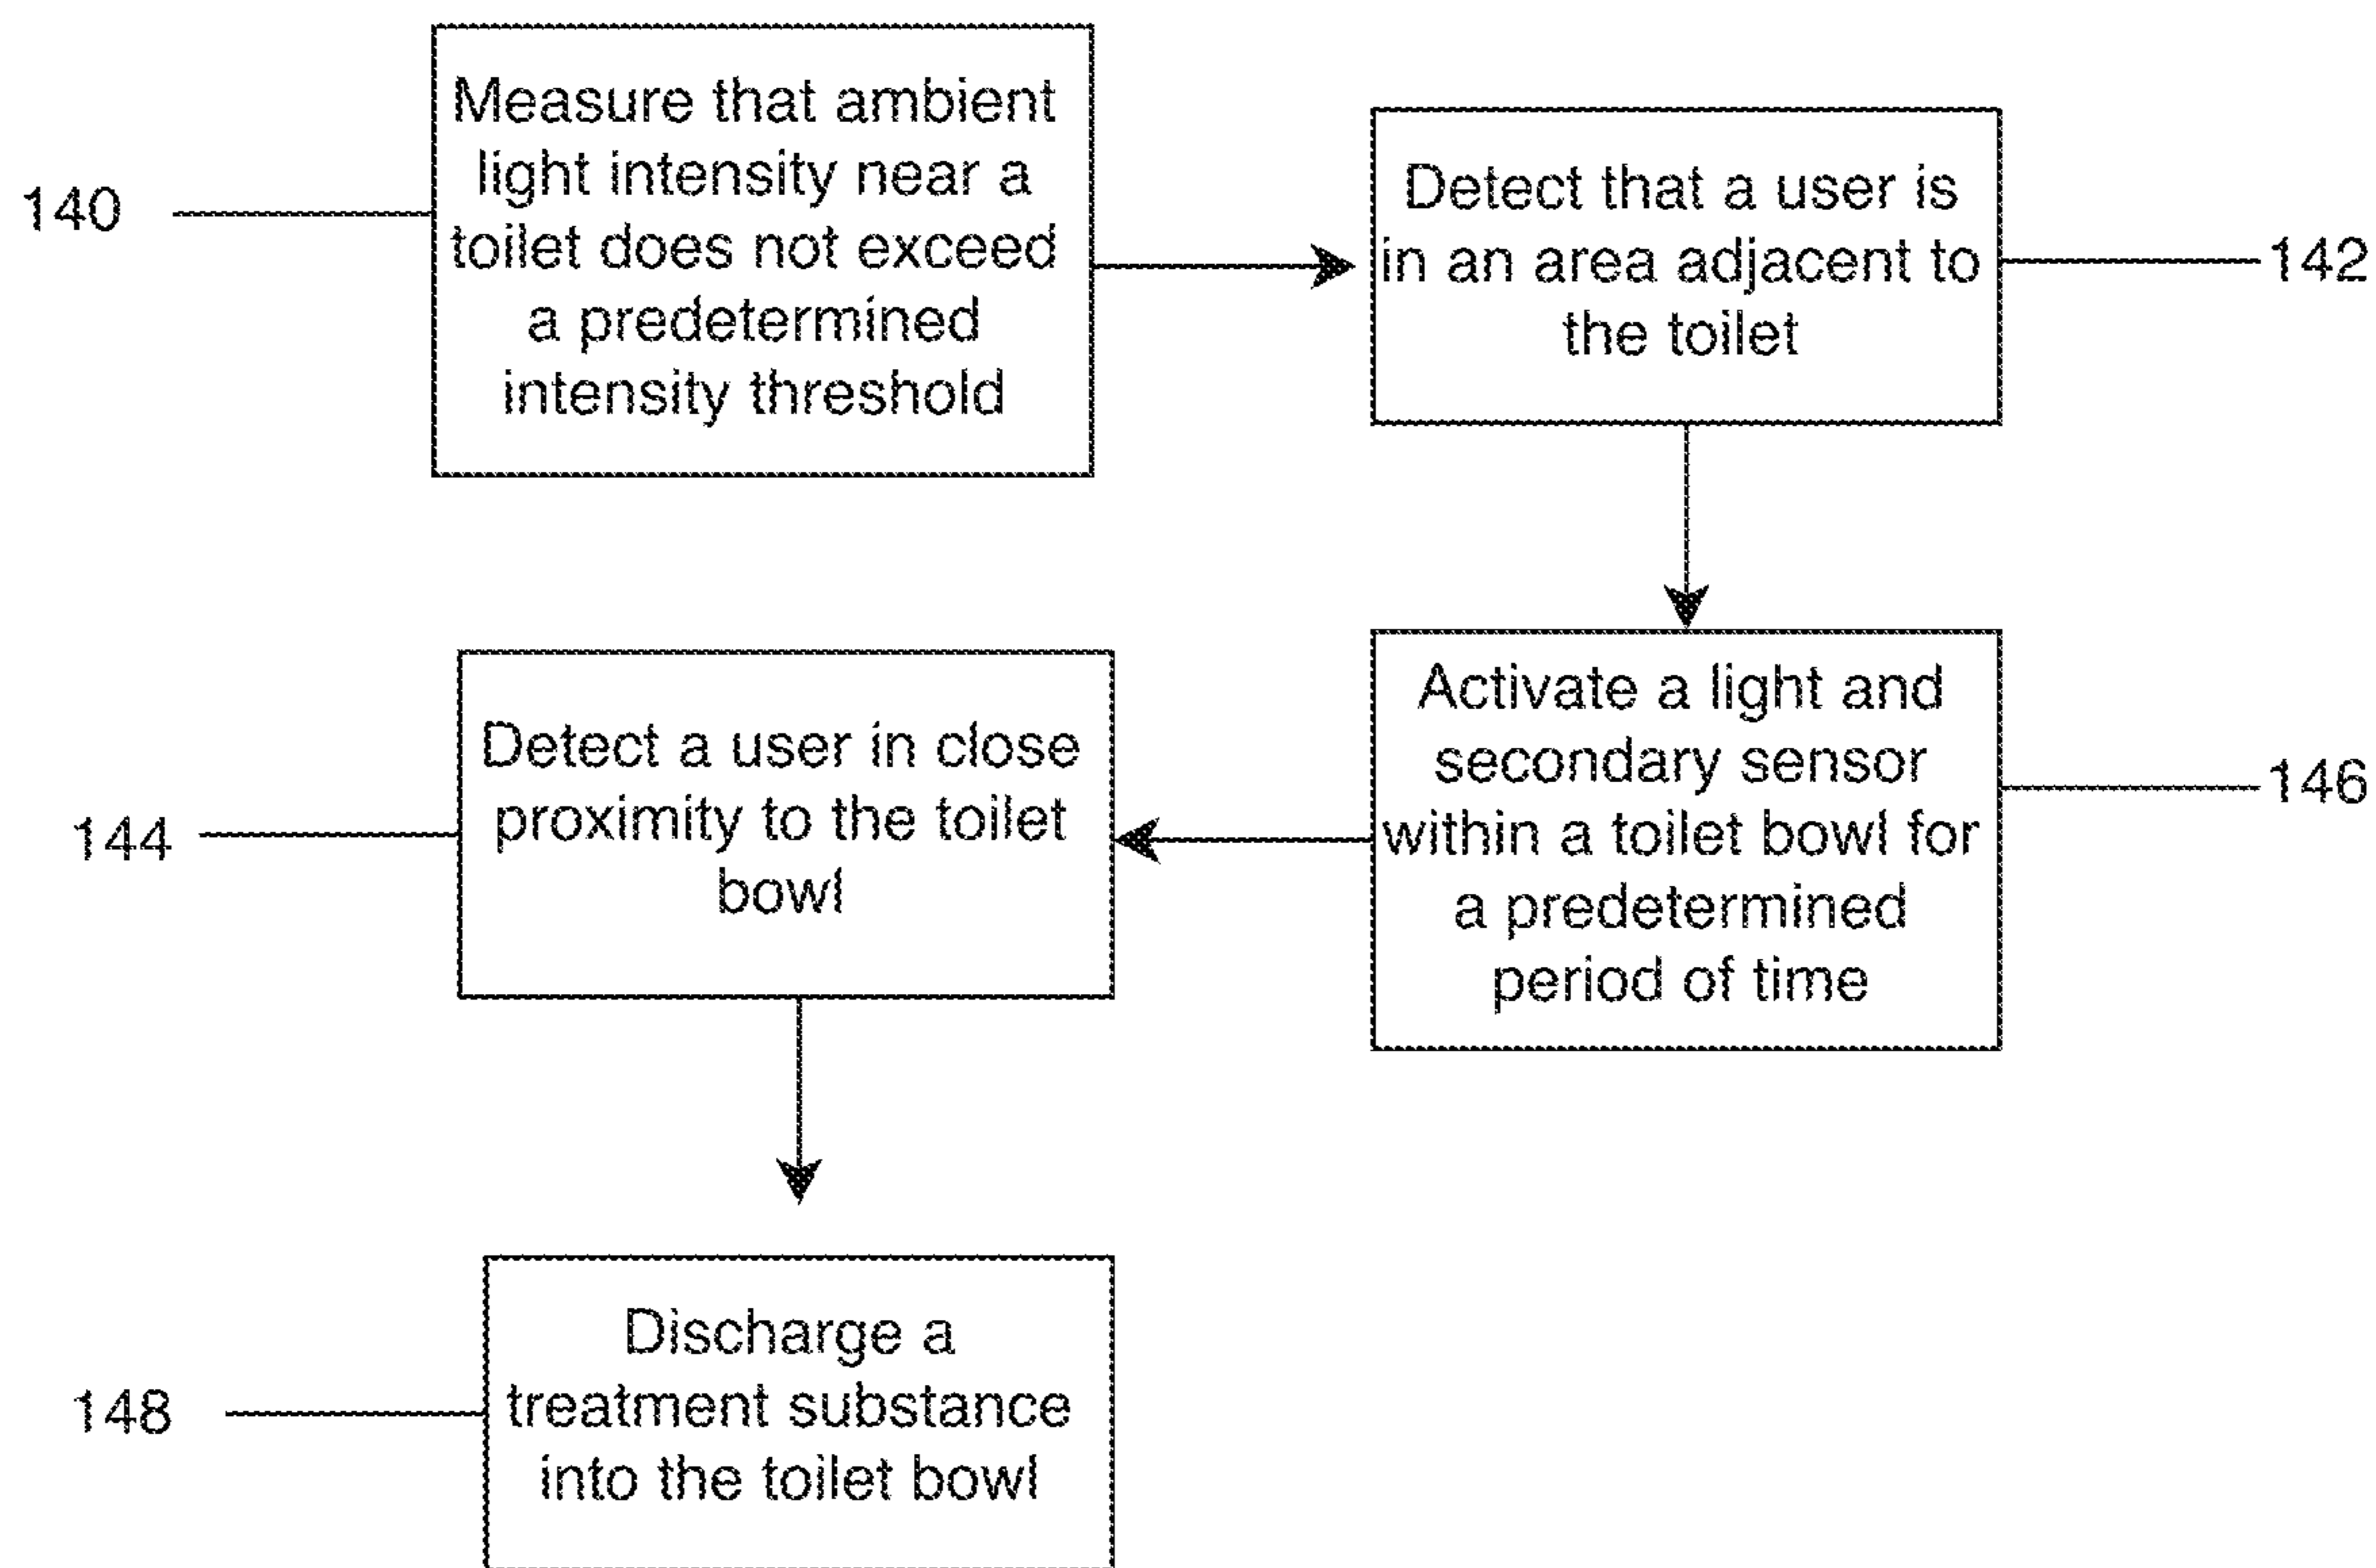 140
Measure that ambient
light intensity near a
toilet does not exceed
a predetermined
intensity threshold
Detect that a user is
in an area adjacent to
the toilet
142
Activate a light and
secondary sensor
within a toilet bowl for
a predetermined
period of time
146
144
Detect a user in close
proximity to the toilet
bowl
148
Discharge a
treatment substance
into the toilet bowl